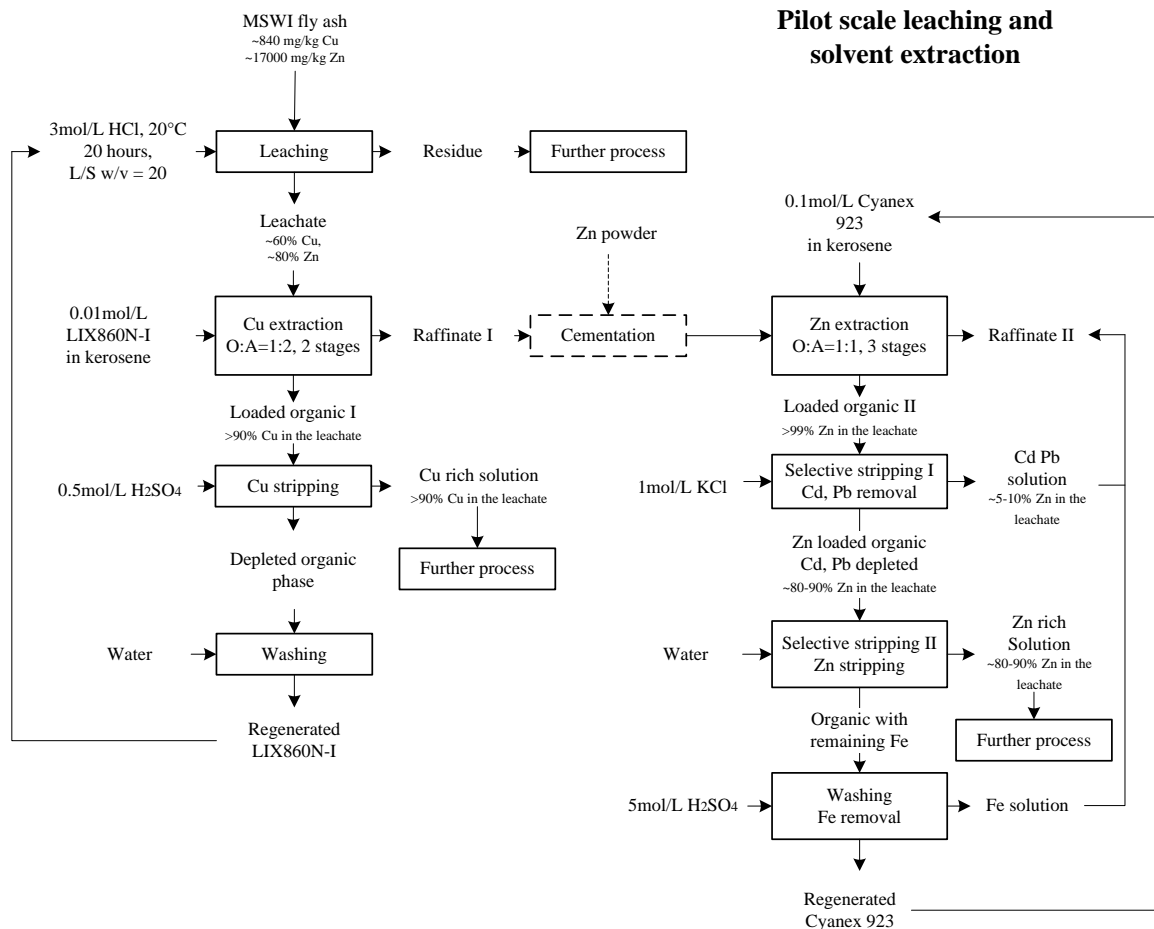 Pilot scale leaching and
solvent extraction
MSWI fly ash
~840 mg/kg Cu
~17000 mg/kg Zn
3mol/L HCl, 20°C
20 hours,
L/S w/v = 20
Leaching
Residue
Further process
Leachate
~60% Cu,
~80% Zn
Zn powder
0.1mol/L Cyanex
923
in kerosene
0.01mol/L
LIX860N-I
in kerosene
Cu extraction
O:A=1:2, 2 stages
Raffinate I
Cementation
Zn extraction
O:A=1:1, 3 stages
Raffinate II
Loaded organic I
>90% Cu in the leachate
Loaded organic II
>99% Zn in the leachate
0.5mol/L H2SO4
Cu stripping
Cu rich solution
>90% Cu in the leachate
Further process
1mol/L KCl
Selective stripping I
Cd, Pb removal
Cd Pb
solution
~5-10% Zn in the
leachate
Depleted organic
phase
Zn loaded organic
Cd, Pb depleted
~80-90% Zn in the leachate
Water
Washing
Water
Selective stripping II
Zn stripping
Zn rich
Solution
~80-90% Zn in the
leachate
Further process
Regenerated
LIX860N-I
Organic with
remaining Fe
5mol/L H2SO4
Washing
Fe removal
Fe solution
Regenerated
Cyanex 923